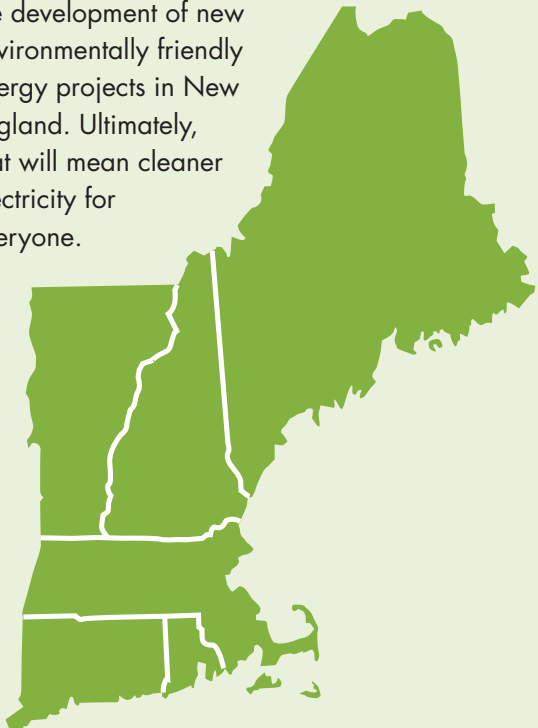 e development of new
vironmentally friendly
ergy projects in New
gland. Ultimately,
at will mean cleaner
ectricity for
eryone.